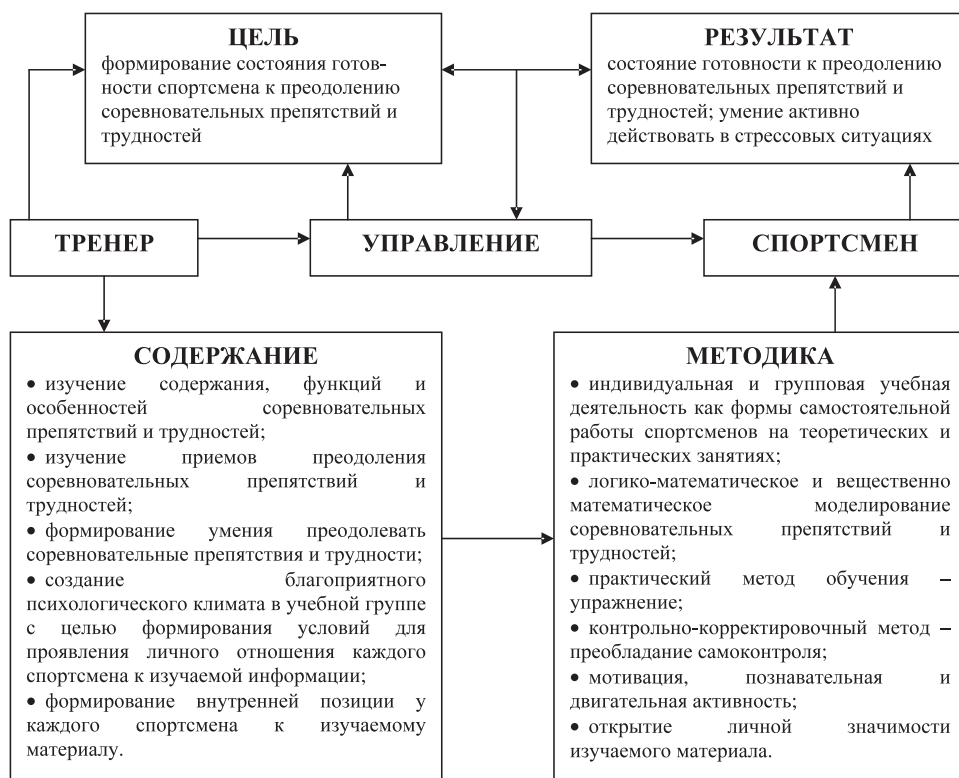 ЦЕЛЬ
формирование состояния готов-
ности спортсмена к преодолению
соревновательных препятствий и
трудностей
РЕЗУЛЬТАТ
состояние готовности к преодолению
соревновательных препятствий и
трудностей; умение активно
действовать в стрессовых ситуациях
ТРЕНЕР
УПРАВЛЕНИЕ
СПОРТСМЕН
СОДЕРЖАНИЕ
• изучение содержания, функций и
особенностей соревновательных
препятствий и трудностей;
• изучение приемов преодоления
соревновательных препятствий и
трудностей;
• формирование умения преодолевать
соревновательные препятствия и трудности;
• создание благоприятного
психологического климата в учебной группе
с целью формирования условий для
проявления личного отношения каждого
спортсмена к изучаемой информации;
• формирование внутренней позиции у
каждого спортсмена к изучаемому
материалу.
МЕТОДИКА
• индивидуальная и групповая учебная
деятельность как формы самостоятельной
работы спортсменов на теоретических и
практических занятиях;
• логико-математическое и вещественно
математическое моделирование
соревновательных препятствий и
трудностей;
• практический метод обучения –
упражнение;
• контрольно-корректировочный метод –
преобладание самоконтроля;
• мотивация, познавательная и
двигательная активность;
• открытие личной значимости
изучаемого материала.